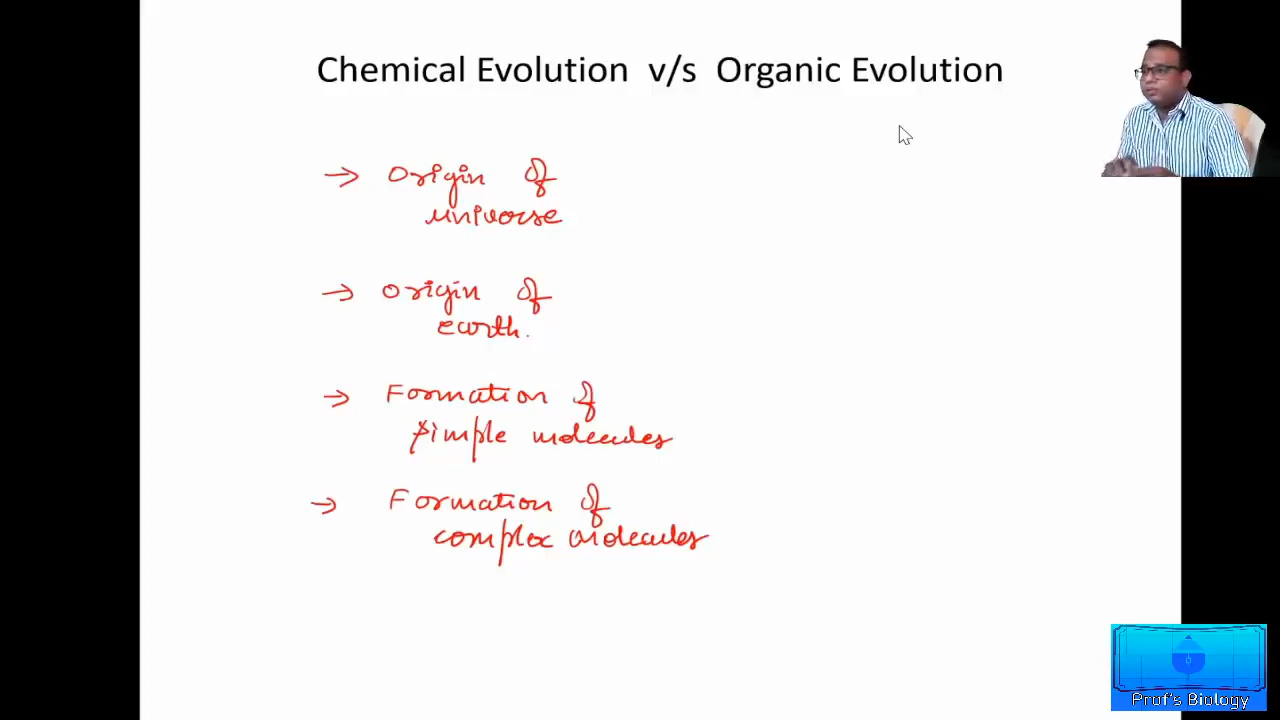 Chemical Evolution v/s Organic Evolution
→ Origin of
universe
→ Origin of
earth.
→ Formation of
simple molecules
→ Formation of
complex molecules
Prof's Biology